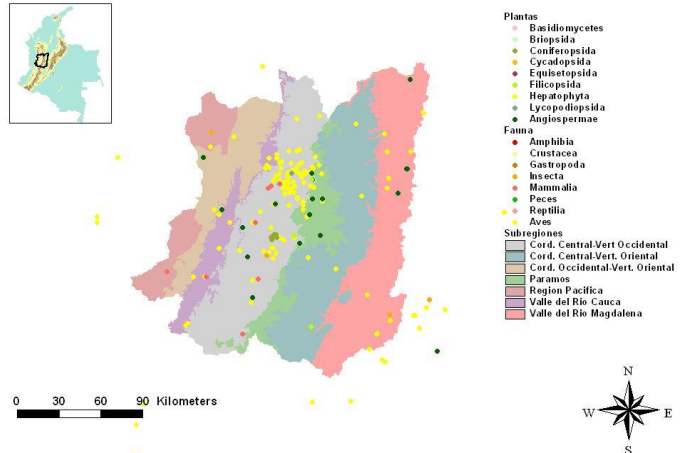 Plantas
Basidiomycetes
Briopsida
Coniferopsida
Cycadopsida
Equisetopsida
Filicopsida
Hepatophyta
Lycopodiopsida
Angiospermae
Fauna
Amphibia
Crustacea
Gastropoda
Insecta
Mammalia
Peces
Reptilia
Aves
Subregiones
Cord. Central-Vert Occidental
Cord. Central-Vert. Oriental
Cord. Occidental-Vert. Oriental
Paramos
Region Pacifica
Valle del Rio Cauca
Valle del Rio Magdalena
0 30 60 90 Kilometers
N
W E
S